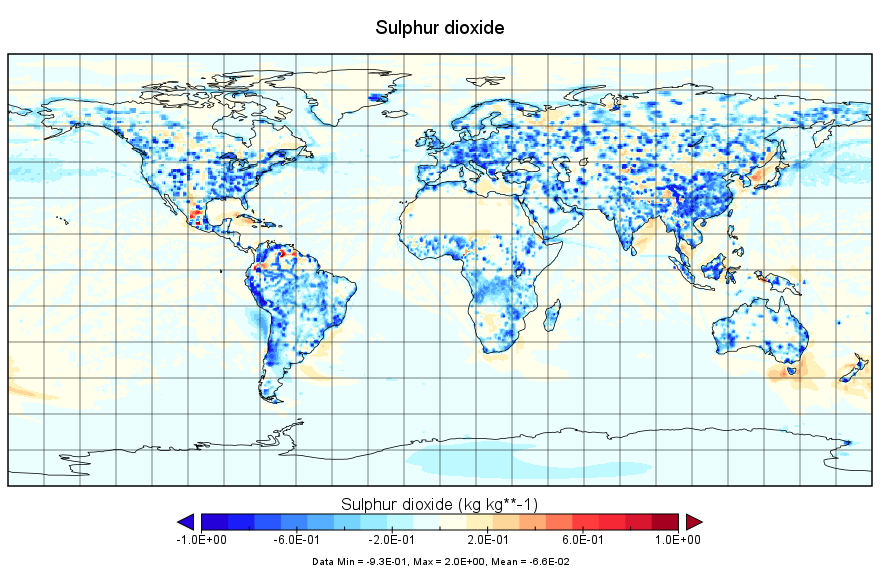 Sulphur dioxide
Sulphur dioxide (kg kg**-1)
-1.0E+00 -6.0E-01 -2.0E-01 2.0E-01 6.0E-01 1.0E+00
Data Min = -9.3E-01, Max = 2.0E+00, Mean = -6.6E-02